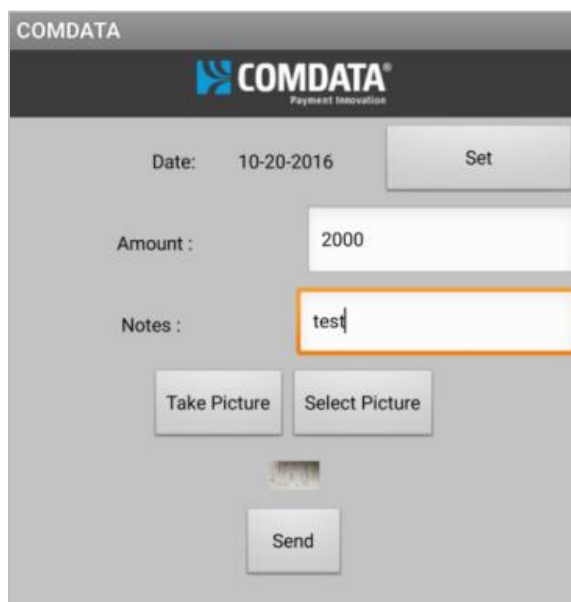 COMDATA
COMDATA®
Payment Innovation
Date: 10-20-2016 Set
Amount : 2000
Notes : test
Take Picture Select Picture
Send